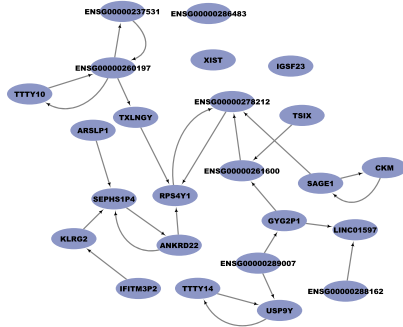 ENSG00000237531
ENSG00000286483
XIST
ENSG00000260197
IGSF23
TTTY10
ENSG00000278212
TXLNGY
TSIX
ARSLP1
ENSG00000261600
CKM
SAGE1
SEPHS1P4
RPS4Y1
GYG2P1
LINC01597
KLRG2
ANKRD22
ENSG00000289007
IFITM3P2
TTTY14
ENSG00000288162
USP9Y